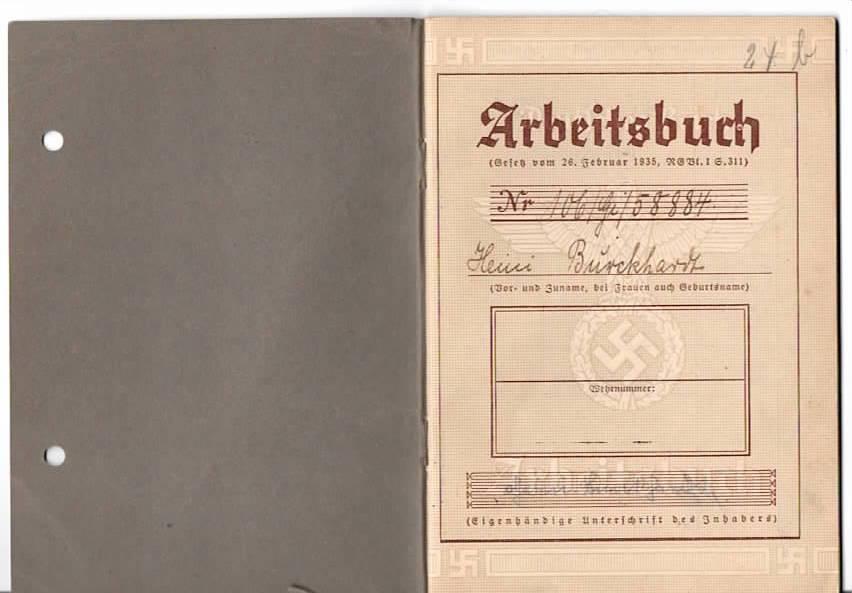 24 b
Arbeitsbuch
(Gesetz vom 26. Februar 1935, RGBl. I S. 311)
Nr 106/Gi/58884
Heini Burckhardt
(Vor- und Zuname, bei Frauen auch Geburtsname)
Wehrnummer:
(Eigenhändige Unterschrift des Inhabers)